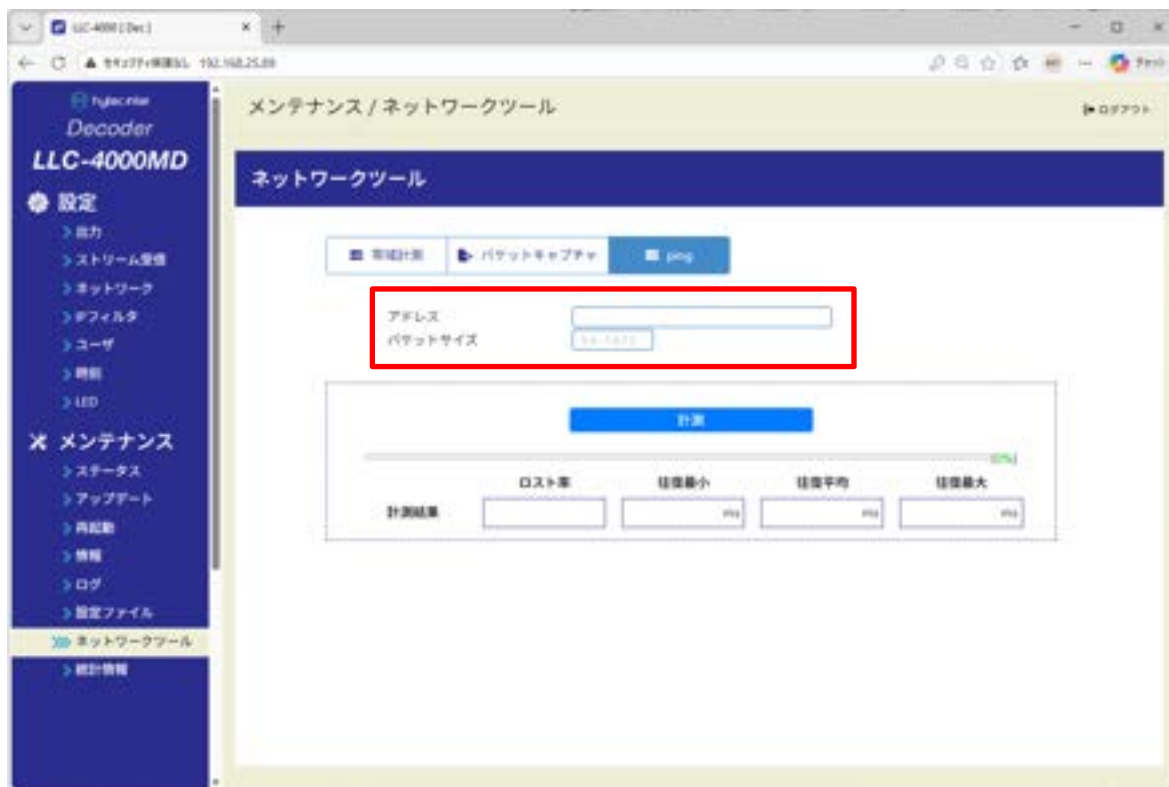 LLC-4000 [Dec]
192.168.25.89
hytec inter
Decoder
LLC-4000MD
設定
出力
ストリーム受信
ネットワーク
IPフィルタ
ユーザ
時刻
LED
メンテナンス
ステータス
アップデート
再起動
情報
ログ
設定ファイル
ネットワークツール
統計情報
メンテナンス / ネットワークツール
ログアウト
ネットワークツール
帯域計測 パケットキャプチャ ping
アドレス
パケットサイズ
計測
ロスト率 往復最小 往復平均 往復最大
計測結果 ms ms ms